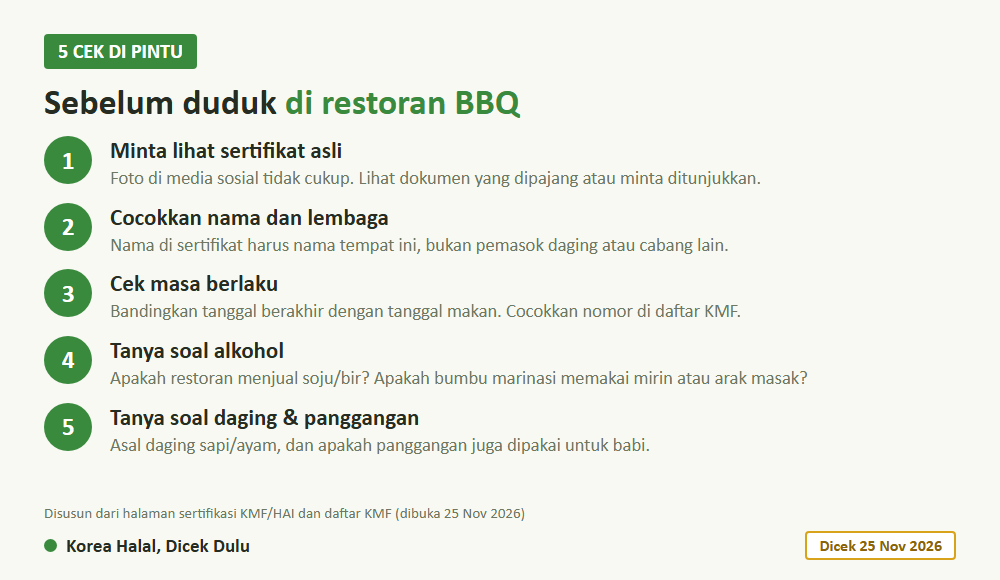 5 CEK DI PINTU
Sebelum duduk di restoran BBQ
1
Minta lihat sertifikat asli
Foto di media sosial tidak cukup. Lihat dokumen yang dipajang atau minta ditunjukkan.
2
Cocokkan nama dan lembaga
Nama di sertifikat harus nama tempat ini, bukan pemasok daging atau cabang lain.
3
Cek masa berlaku
Bandingkan tanggal berakhir dengan tanggal makan. Cocokkan nomor di daftar KMF.
4
Tanya soal alkohol
Apakah restoran menjual soju/bir? Apakah bumbu marinasi memakai mirin atau arak masak?
5
Tanya soal daging & panggangan
Asal daging sapi/ayam, dan apakah panggangan juga dipakai untuk babi.
Disusun dari halaman sertifikasi KMF/HAI dan daftar KMF (dibuka 25 Nov 2026)
Korea Halal, Dicek Dulu
Dicek 25 Nov 2026